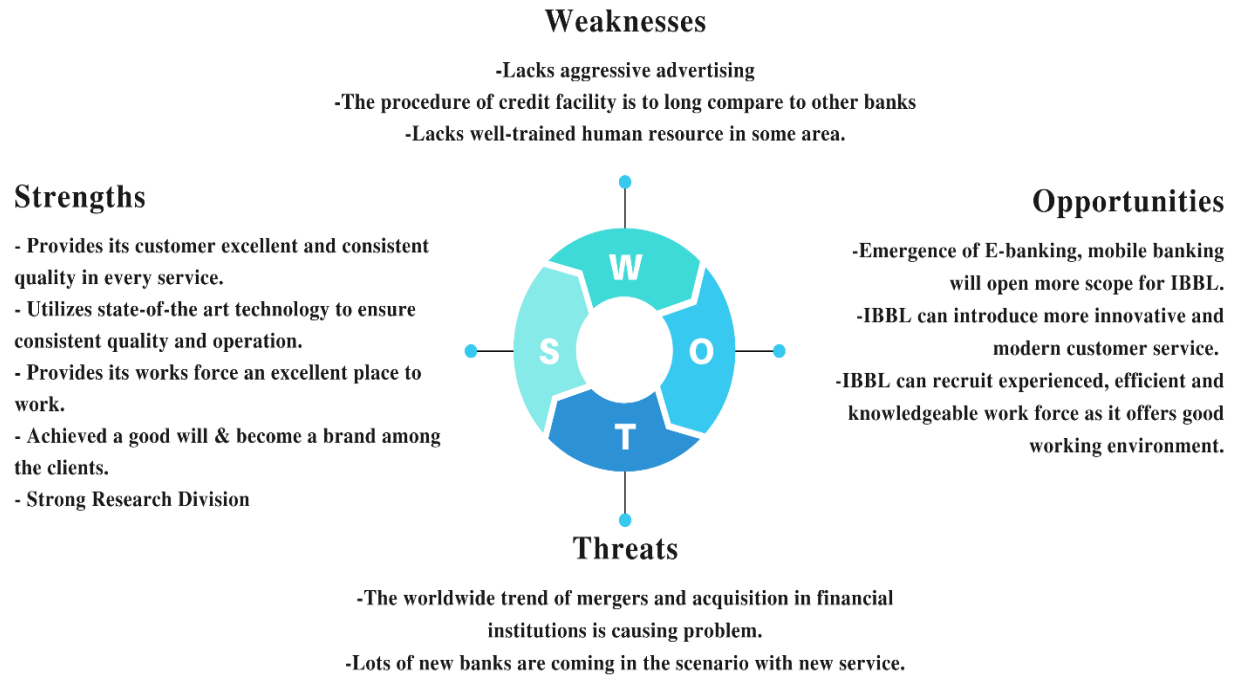 Weaknesses
-Lacks aggressive advertising
-The procedure of credit facility is to long compare to other banks
-Lacks well-trained human resource in some area.
Strengths
- Provides its customer excellent and consistent
quality in every service.
- Utilizes state-of-the art technology to ensure
consistent quality and operation.
- Provides its works force an excellent place to
work.
- Achieved a good will & become a brand among
the clients.
- Strong Research Division
W
S
O
T
Opportunities
-Emergence of E-banking, mobile banking
will open more scope for IBBL.
-IBBL can introduce more innovative and
modern customer service.
-IBBL can recruit experienced, efficient and
knowledgeable work force as it offers good
working environment.
Threats
-The worldwide trend of mergers and acquisition in financial
institutions is causing problem.
-Lots of new banks are coming in the scenario with new service.